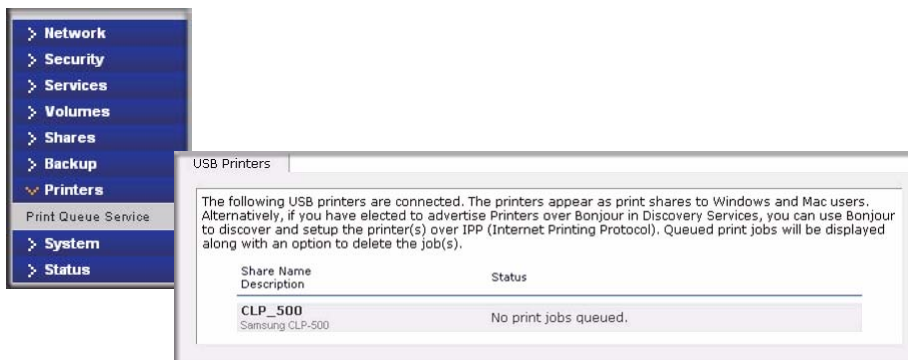 Network
Security
Services
Volumes
Shares
Backup
Printers
Print Queue Service
System
Status
USB Printers
The following USB printers are connected. The printers appear as print shares to Windows and Mac users.
Alternatively, if you have elected to advertise Printers over Bonjour in Discovery Services, you can use Bonjour
to discover and setup the printer(s) over IPP (Internet Printing Protocol). Queued print jobs will be displayed
along with an option to delete the job(s).
Share Name
Description
Status
CLP_500
Samsung CLP-500
No print jobs queued.